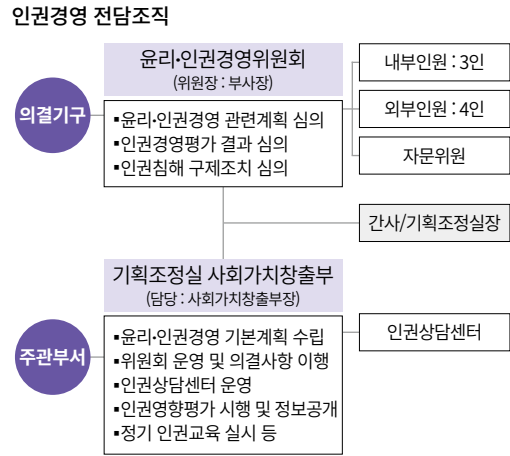 인권경영 전담조직
의결기구
윤리•인권경영위원회
(위원장 : 부사장)
▪윤리•인권경영 관련계획 심의
▪인권경영평가 결과 심의
▪인권침해 구제조치 심의
내부인원 : 3인
외부인원 : 4인
자문위원
간사/기획조정실장
주관부서
기획조정실 사회가치창출부
(담당 : 사회가치창출부장)
▪윤리•인권경영 기본계획 수립
▪위원회 운영 및 의결사항 이행
▪인권상담센터 운영
▪인권영향평가 시행 및 정보공개
▪정기 인권교육 실시 등
인권상담센터